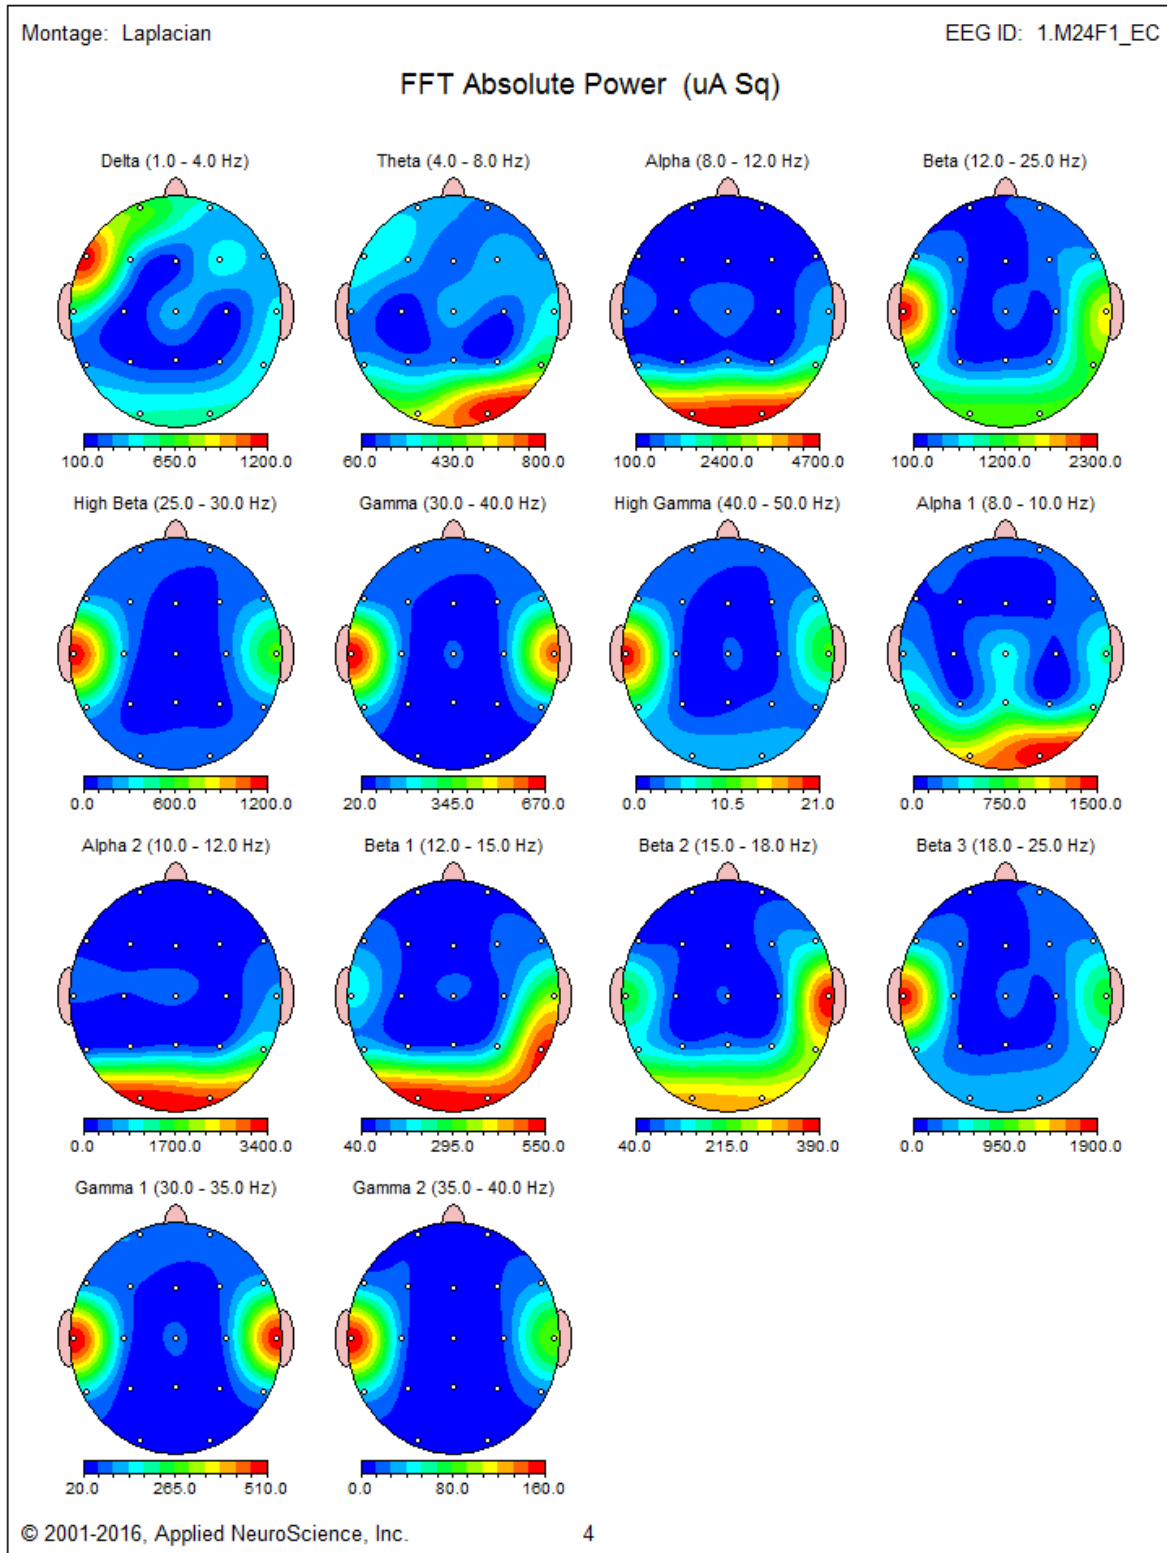 Montage: Laplacian EEG ID: 1.M24F1_EC
FFT Absolute Power (uA Sq)
Delta (1.0 - 4.0 Hz) Theta (4.0 - 8.0 Hz) Alpha (8.0 - 12.0 Hz) Beta (12.0 - 25.0 Hz)
100.0 650.0 1200.0 60.0 430.0 800.0 100.0 2400.0 4700.0 100.0 1200.0 2300.0
High Beta (25.0 - 30.0 Hz) Gamma (30.0 - 40.0 Hz) High Gamma (40.0 - 50.0 Hz) Alpha 1 (8.0 - 10.0 Hz)
0.0 600.0 1200.0 20.0 345.0 670.0 0.0 10.5 21.0 0.0 750.0 1500.0
Alpha 2 (10.0 - 12.0 Hz) Beta 1 (12.0 - 15.0 Hz) Beta 2 (15.0 - 18.0 Hz) Beta 3 (18.0 - 25.0 Hz)
0.0 1700.0 3400.0 40.0 295.0 550.0 40.0 215.0 390.0 0.0 950.0 1900.0
Gamma 1 (30.0 - 35.0 Hz) Gamma 2 (35.0 - 40.0 Hz)
20.0 265.0 510.0 0.0 80.0 160.0
© 2001-2016, Applied NeuroScience, Inc. 4